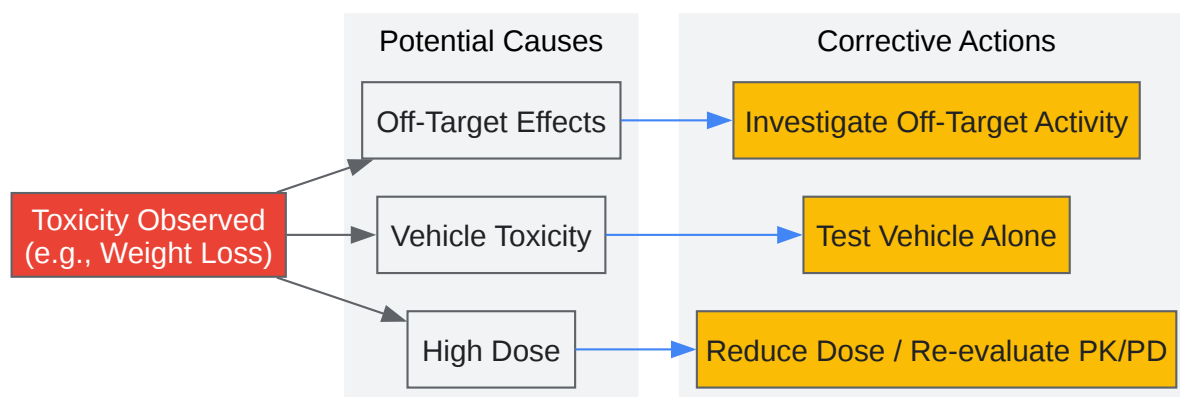 Potential Causes
Corrective Actions
Off-Target Effects
Investigate Off-Target Activity
Toxicity Observed
(e.g., Weight Loss)
Vehicle Toxicity
Test Vehicle Alone
High Dose
Reduce Dose / Re-evaluate PK/PD